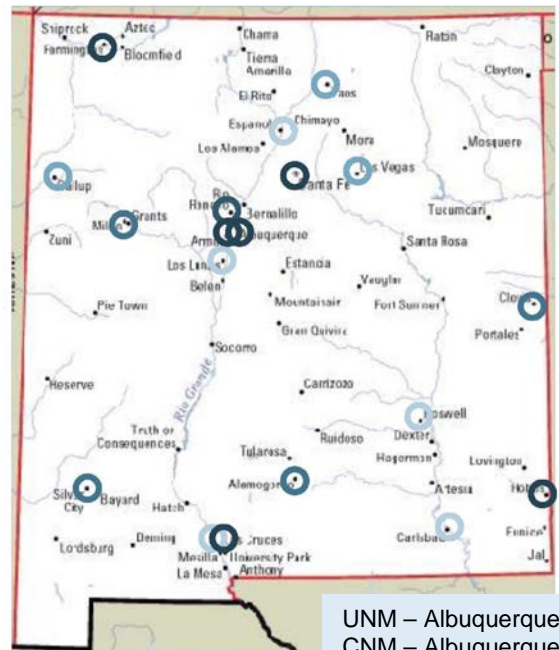 Shiprock
Aztec
Farmington
Bloomfield
Chama
Tierra
Amarilla
Raton
Clayton
El Rito
Taos
Española
Chimayo
Los Alamos
Mora
Mosquero
Gallup
Santa Fe
Las Vegas
Rio
Rancho
Bernalillo
Milan
Grants
Tucumcari
Zuni
Albuquerque
Santa Rosa
Los Lunas
Belen
Estancia
Mountainair
Vaughn
Fort Sumner
Clovis
Pie Town
Gran Quivira
Portales
Socorro
Reserve
Rio Grande
Carrizozo
Roswell
Truth or
Consequences
Ruidoso
Dexter
Hagerman
Tularosa
Lovington
Silver
City
Bayard
Alamogordo
Artesia
Hobbs
Hatch
Las Cruces
Carlsbad
Eunice
Lordsburg
Deming
Mesilla
University Park
Jal
La Mesa
Anthony
UNM – Albuquerque
CNM – Albuquerque